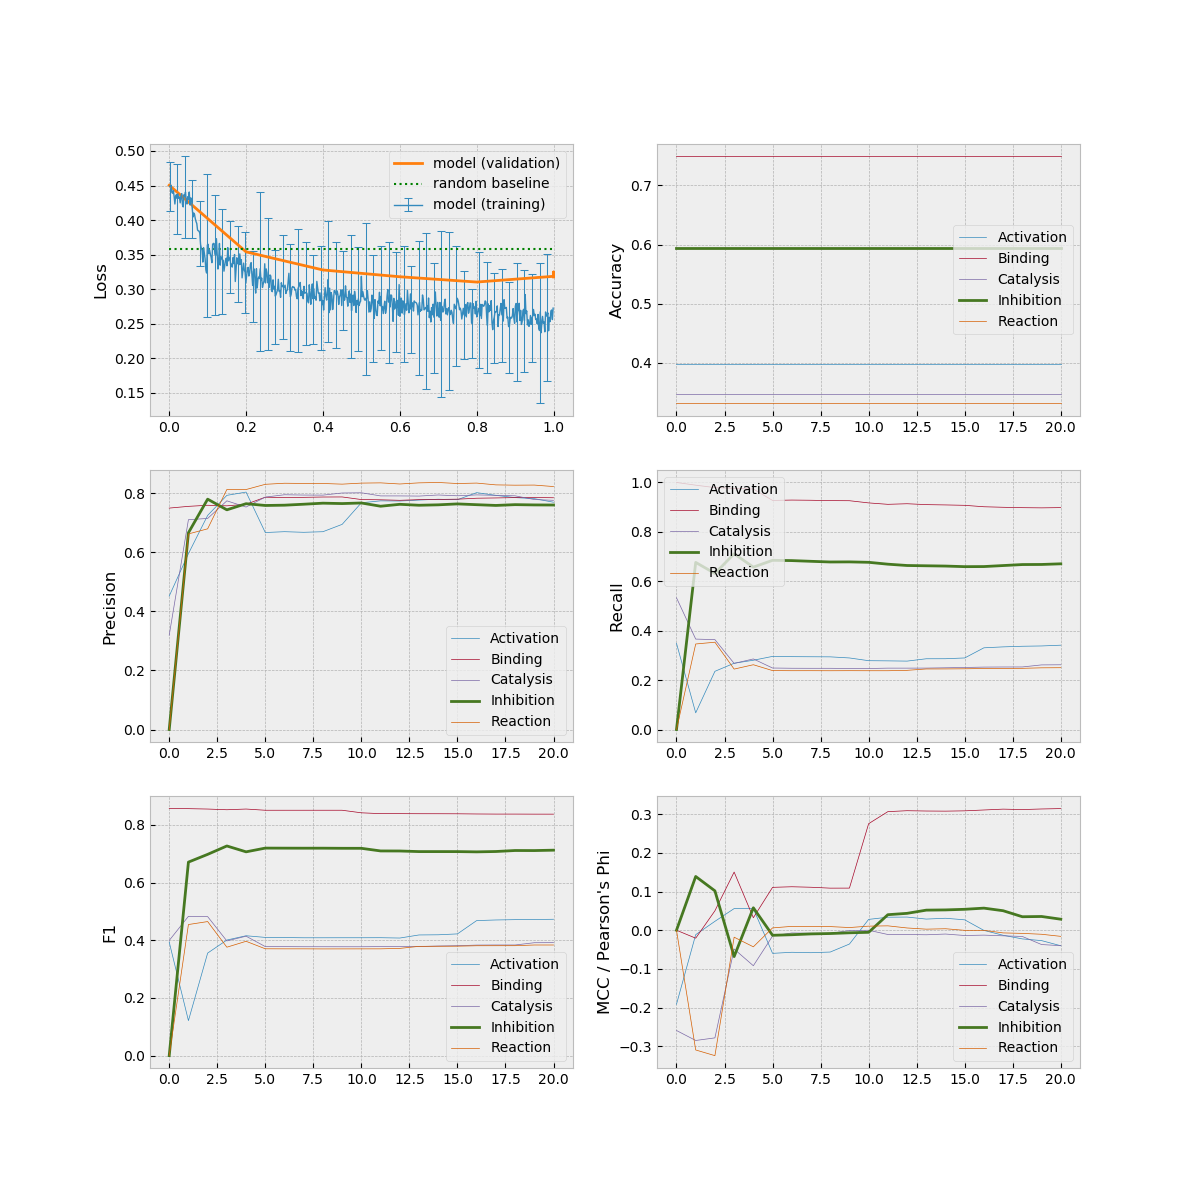 0.50
0.45
0.40
0.35
0.30
0.25
0.20
0.15
Loss
model (validation)
random baseline
model (training)
0.0 0.2 0.4 0.6 0.8 1.0
0.7
0.6
0.5
0.4
Accuracy
Activation
Binding
Catalysis
Inhibition
Reaction
0.0 2.5 5.0 7.5 10.0 12.5 15.0 17.5 20.0
0.8
0.6
0.4
0.2
0.0
Precision
Activation
Binding
Catalysis
Inhibition
Reaction
0.0 2.5 5.0 7.5 10.0 12.5 15.0 17.5 20.0
1.0
0.8
0.6
0.4
0.2
0.0
Recall
Activation
Binding
Catalysis
Inhibition
Reaction
0.0 2.5 5.0 7.5 10.0 12.5 15.0 17.5 20.0
0.8
0.6
0.4
0.2
0.0
F1
Activation
Binding
Catalysis
Inhibition
Reaction
0.0 2.5 5.0 7.5 10.0 12.5 15.0 17.5 20.0
0.3
0.2
0.1
0.0
−0.1
−0.2
−0.3
MCC / Pearson's Phi
Activation
Binding
Catalysis
Inhibition
Reaction
0.0 2.5 5.0 7.5 10.0 12.5 15.0 17.5 20.0